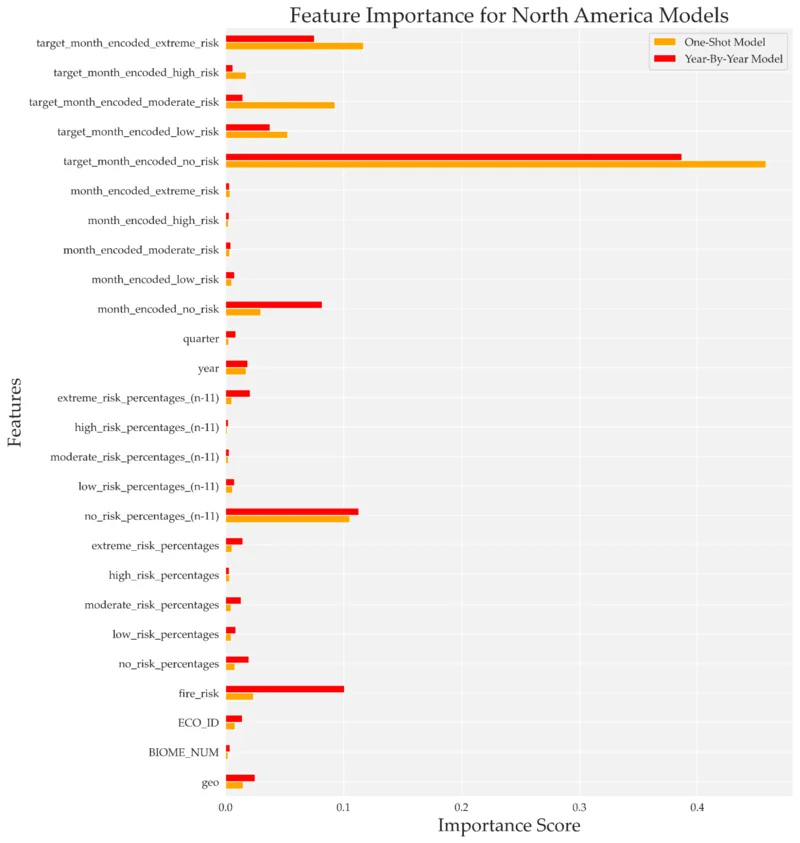 Feature Importance for North America Models
One-Shot Model
Year-By-Year Model
target_month_encoded_extreme_risk
target_month_encoded_high_risk
target_month_encoded_moderate_risk
target_month_encoded_low_risk
target_month_encoded_no_risk
month_encoded_extreme_risk
month_encoded_high_risk
month_encoded_moderate_risk
month_encoded_low_risk
month_encoded_no_risk
quarter
year
extreme_risk_percentages_(n-11)
high_risk_percentages_(n-11)
moderate_risk_percentages_(n-11)
low_risk_percentages_(n-11)
no_risk_percentages_(n-11)
extreme_risk_percentages
high_risk_percentages
moderate_risk_percentages
low_risk_percentages
no_risk_percentages
fire_risk
ECO_ID
BIOME_NUM
geo
Features
0.0 0.1 0.2 0.3 0.4
Importance Score